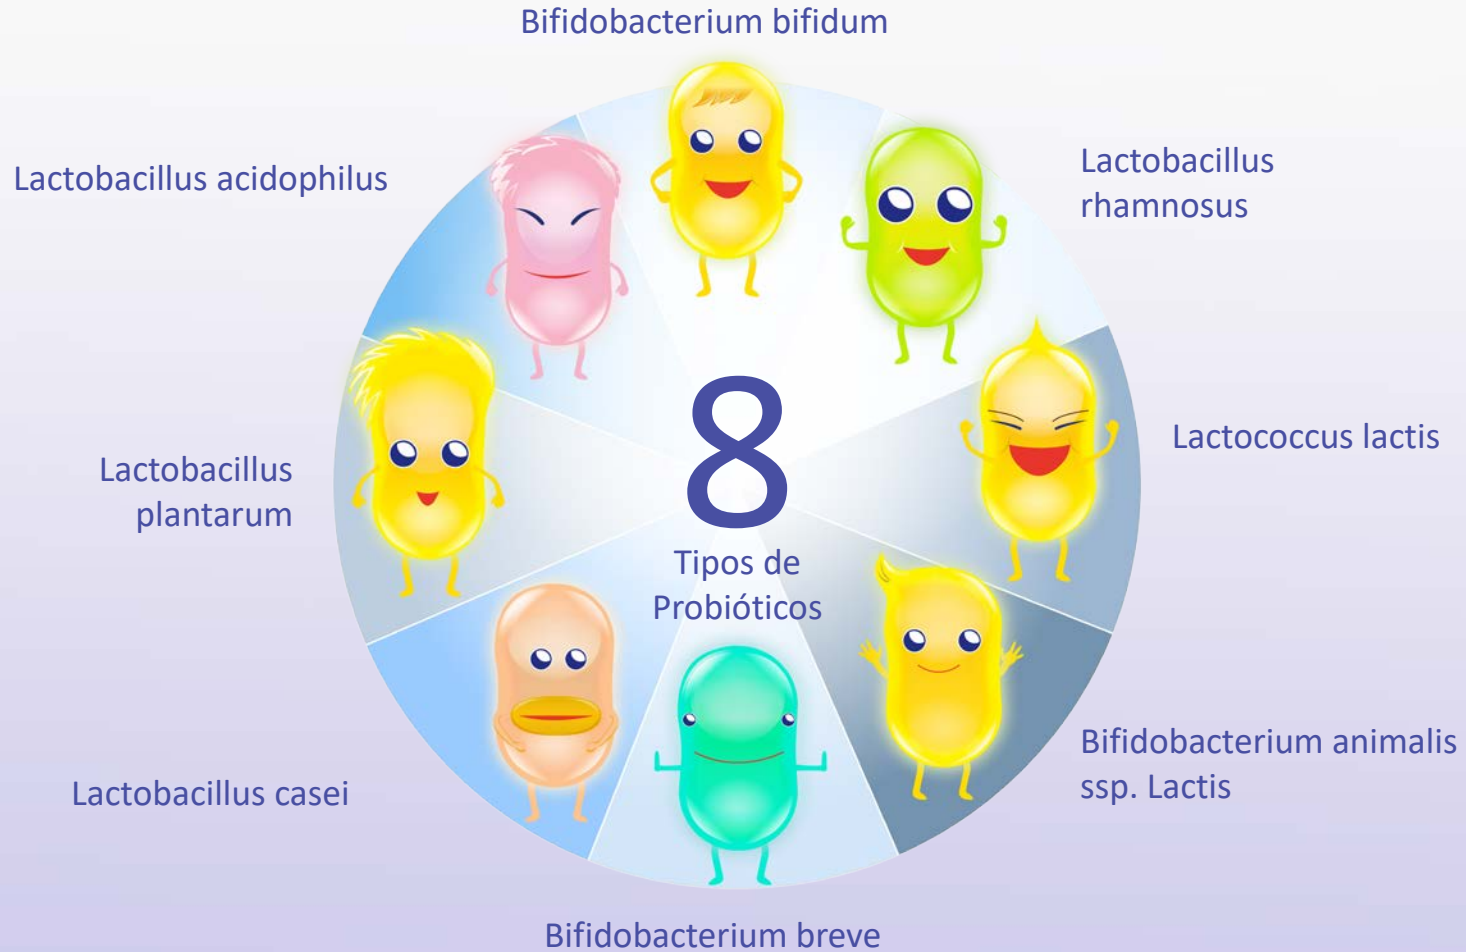 Bifidobacterium bifidum
Lactobacillus
rhamnosus
Lactobacillus acidophilus
Lactococcus lactis
Lactobacillus
plantarum
8
Tipos de
Probióticos
Bifidobacterium animalis
ssp. Lactis
Lactobacillus casei
Bifidobacterium breve